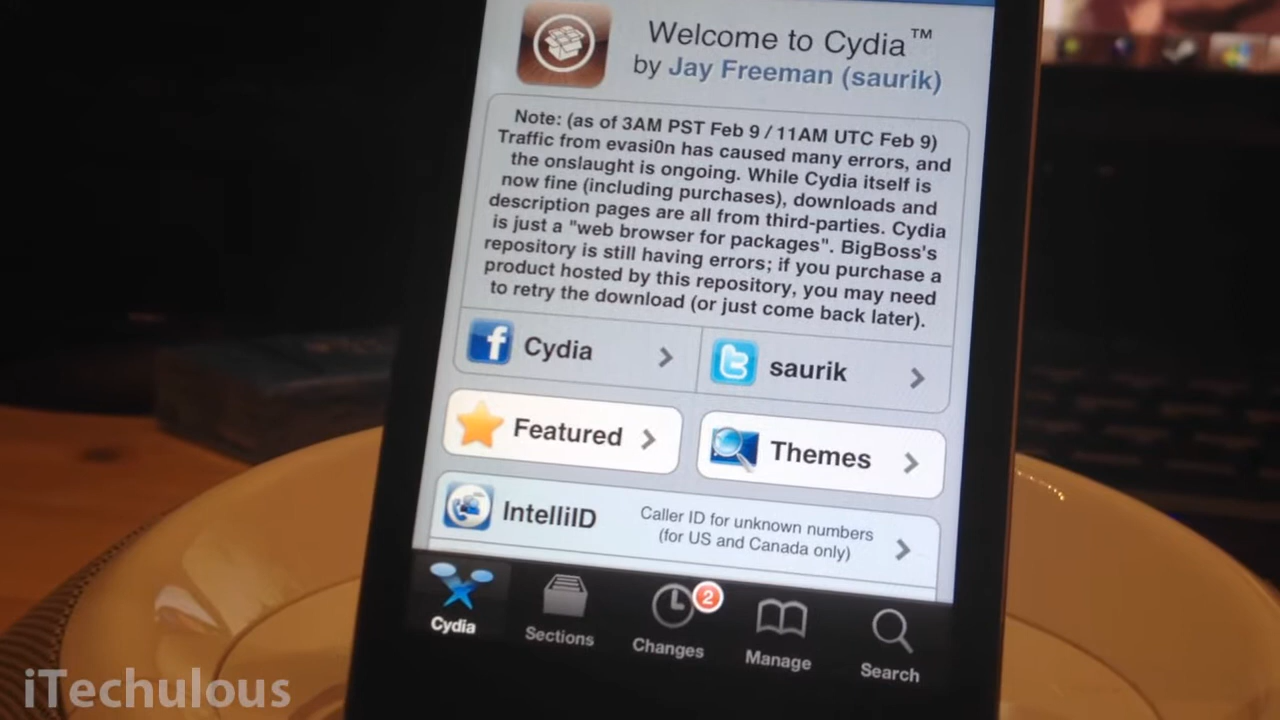 Welcome to Cydia™
by Jay Freeman (saurik)
Note: (as of 3AM PST Feb 9 / 11AM UTC Feb 9)
Traffic from evasi0n has caused many errors, and
the onslaught is ongoing. While Cydia itself is
now fine (including purchases), downloads and
description pages are all from third-parties. Cydia
is just a "web browser for packages". BigBoss's
repository is still having errors; if you purchase a
product hosted by this repository, you may need
to retry the download (or just come back later).
Cydia
saurik
Featured
Themes
IntelliID
Caller ID for unknown numbers
(for US and Canada only)
2
Cydia
Sections
Changes
Manage
Search
iTechulous